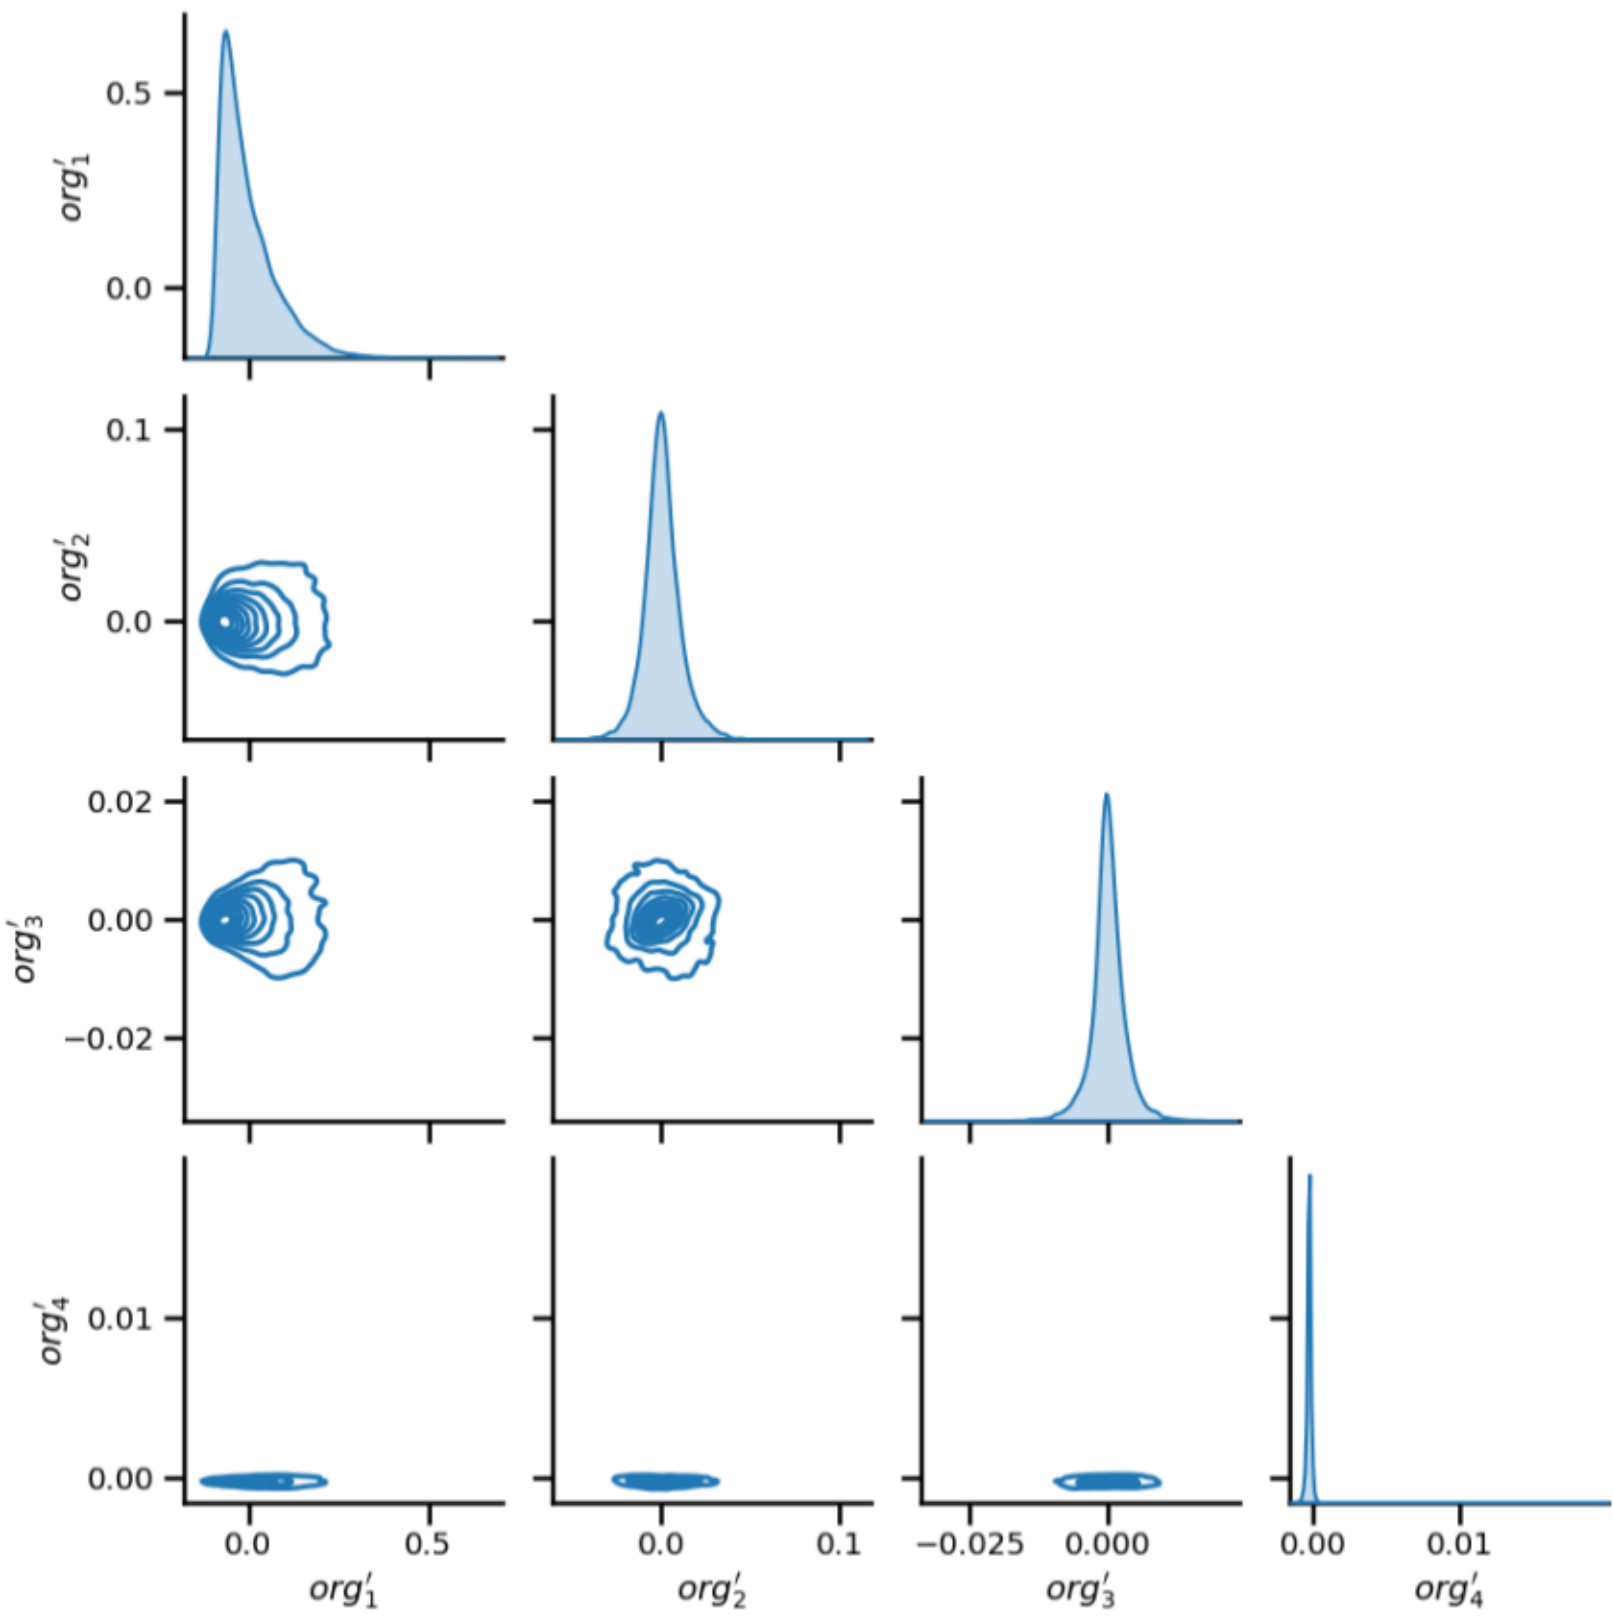 0.5
org′₁
0.0
0.1
org′₂
0.0
0.02
0.00
org′₃
−0.02
org′₄
0.01
0.00
0.0 0.5 0.0 0.1 −0.025 0.000 0.00 0.01
org′₁ org′₂ org′₃ org′₄